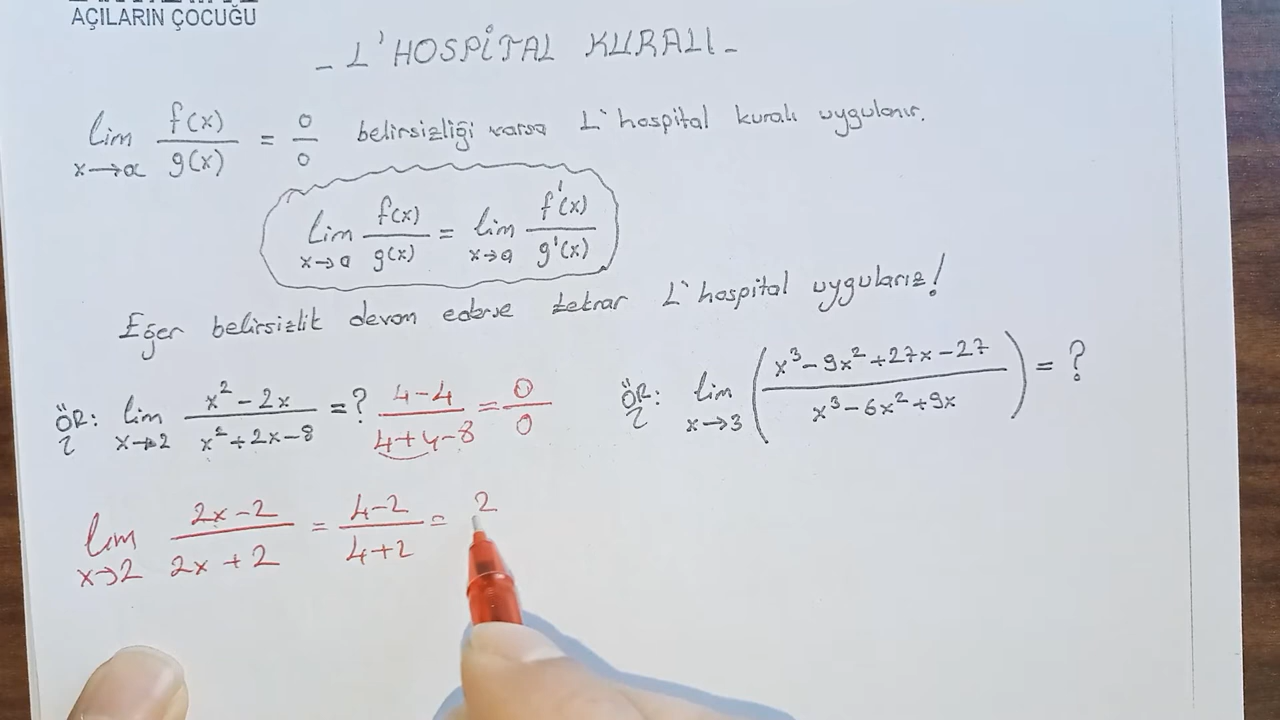 AÇILARIN ÇOCUĞU
- L'HOSPİTAL KURALI -
lim x→a f(x)/g(x) = 0/0 belirsizliği varsa L'hospital kuralı uygulanır.
lim x→a f(x)/g(x) = lim x→a f'(x)/g'(x)
Eğer belirsizlik devam ederse tekrar L'hospital uygularız!
ÖR: lim x→2 x²-2x/x²+2x-8 = ? 4-4/4+4-8 = 0/0
ÖR: lim x→3 (x³-9x²+27x-27/x³-6x²+9x) = ?
lim x→2 2x-2/2x+2 = 4-2/4+2 = 2